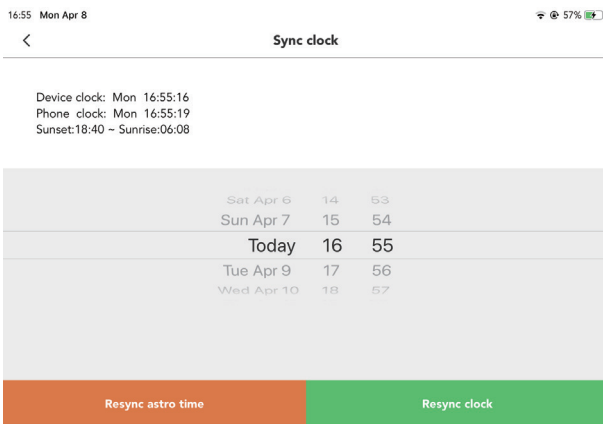 16:55 Mon Apr 8 57%
Sync clock
Device clock: Mon 16:55:16
Phone clock: Mon 16:55:19
Sunset:18:40 ~ Sunrise:06:08
Sat Apr 6 14 53
Sun Apr 7 15 54
Today 16 55
Tue Apr 9 17 56
Wed Apr 10 18 57
Resync astro time Resync clock